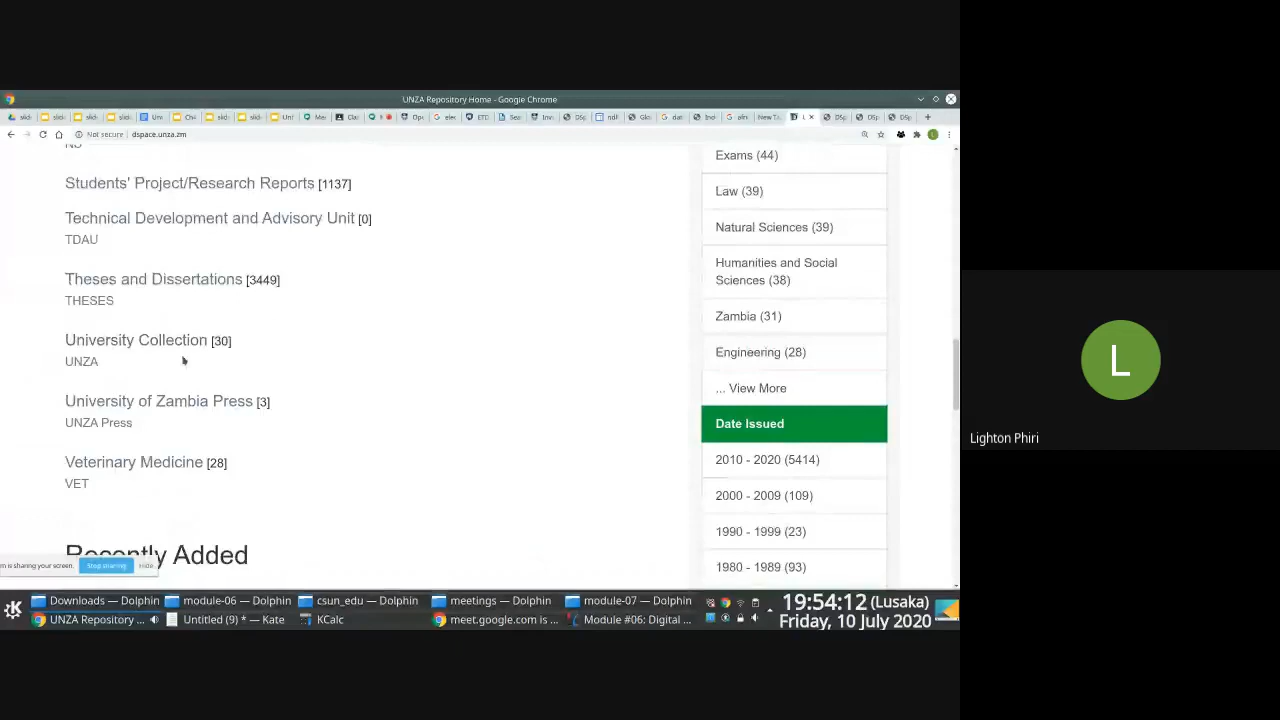 UNZA Repository Home - Google Chrome
Not secure | dspace.unza.zm
Students' Project/Research Reports [1137]
Technical Development and Advisory Unit [0]
TDAU
Theses and Dissertations [3449]
THESES
University Collection [30]
UNZA
University of Zambia Press [3]
UNZA Press
Veterinary Medicine [28]
VET
Recently Added
Exams (44)
Law (39)
Natural Sciences (39)
Humanities and Social
Sciences (38)
Zambia (31)
Engineering (28)
... View More
Date Issued
2010 - 2020 (5414)
2000 - 2009 (109)
1990 - 1999 (23)
1980 - 1989 (93)
is sharing your screen.
Stop sharing
Hide
Downloads — Dolphin
module-06 — Dolphin
csun_edu — Dolphin
meetings — Dolphin
module-07 — Dolphin
UNZA Repository ...
Untitled (9) * — Kate
KCalc
meet.google.com is ...
Module #06: Digital ...
19:54:12 (Lusaka)
Friday, 10 July 2020
L
Lighton Phiri